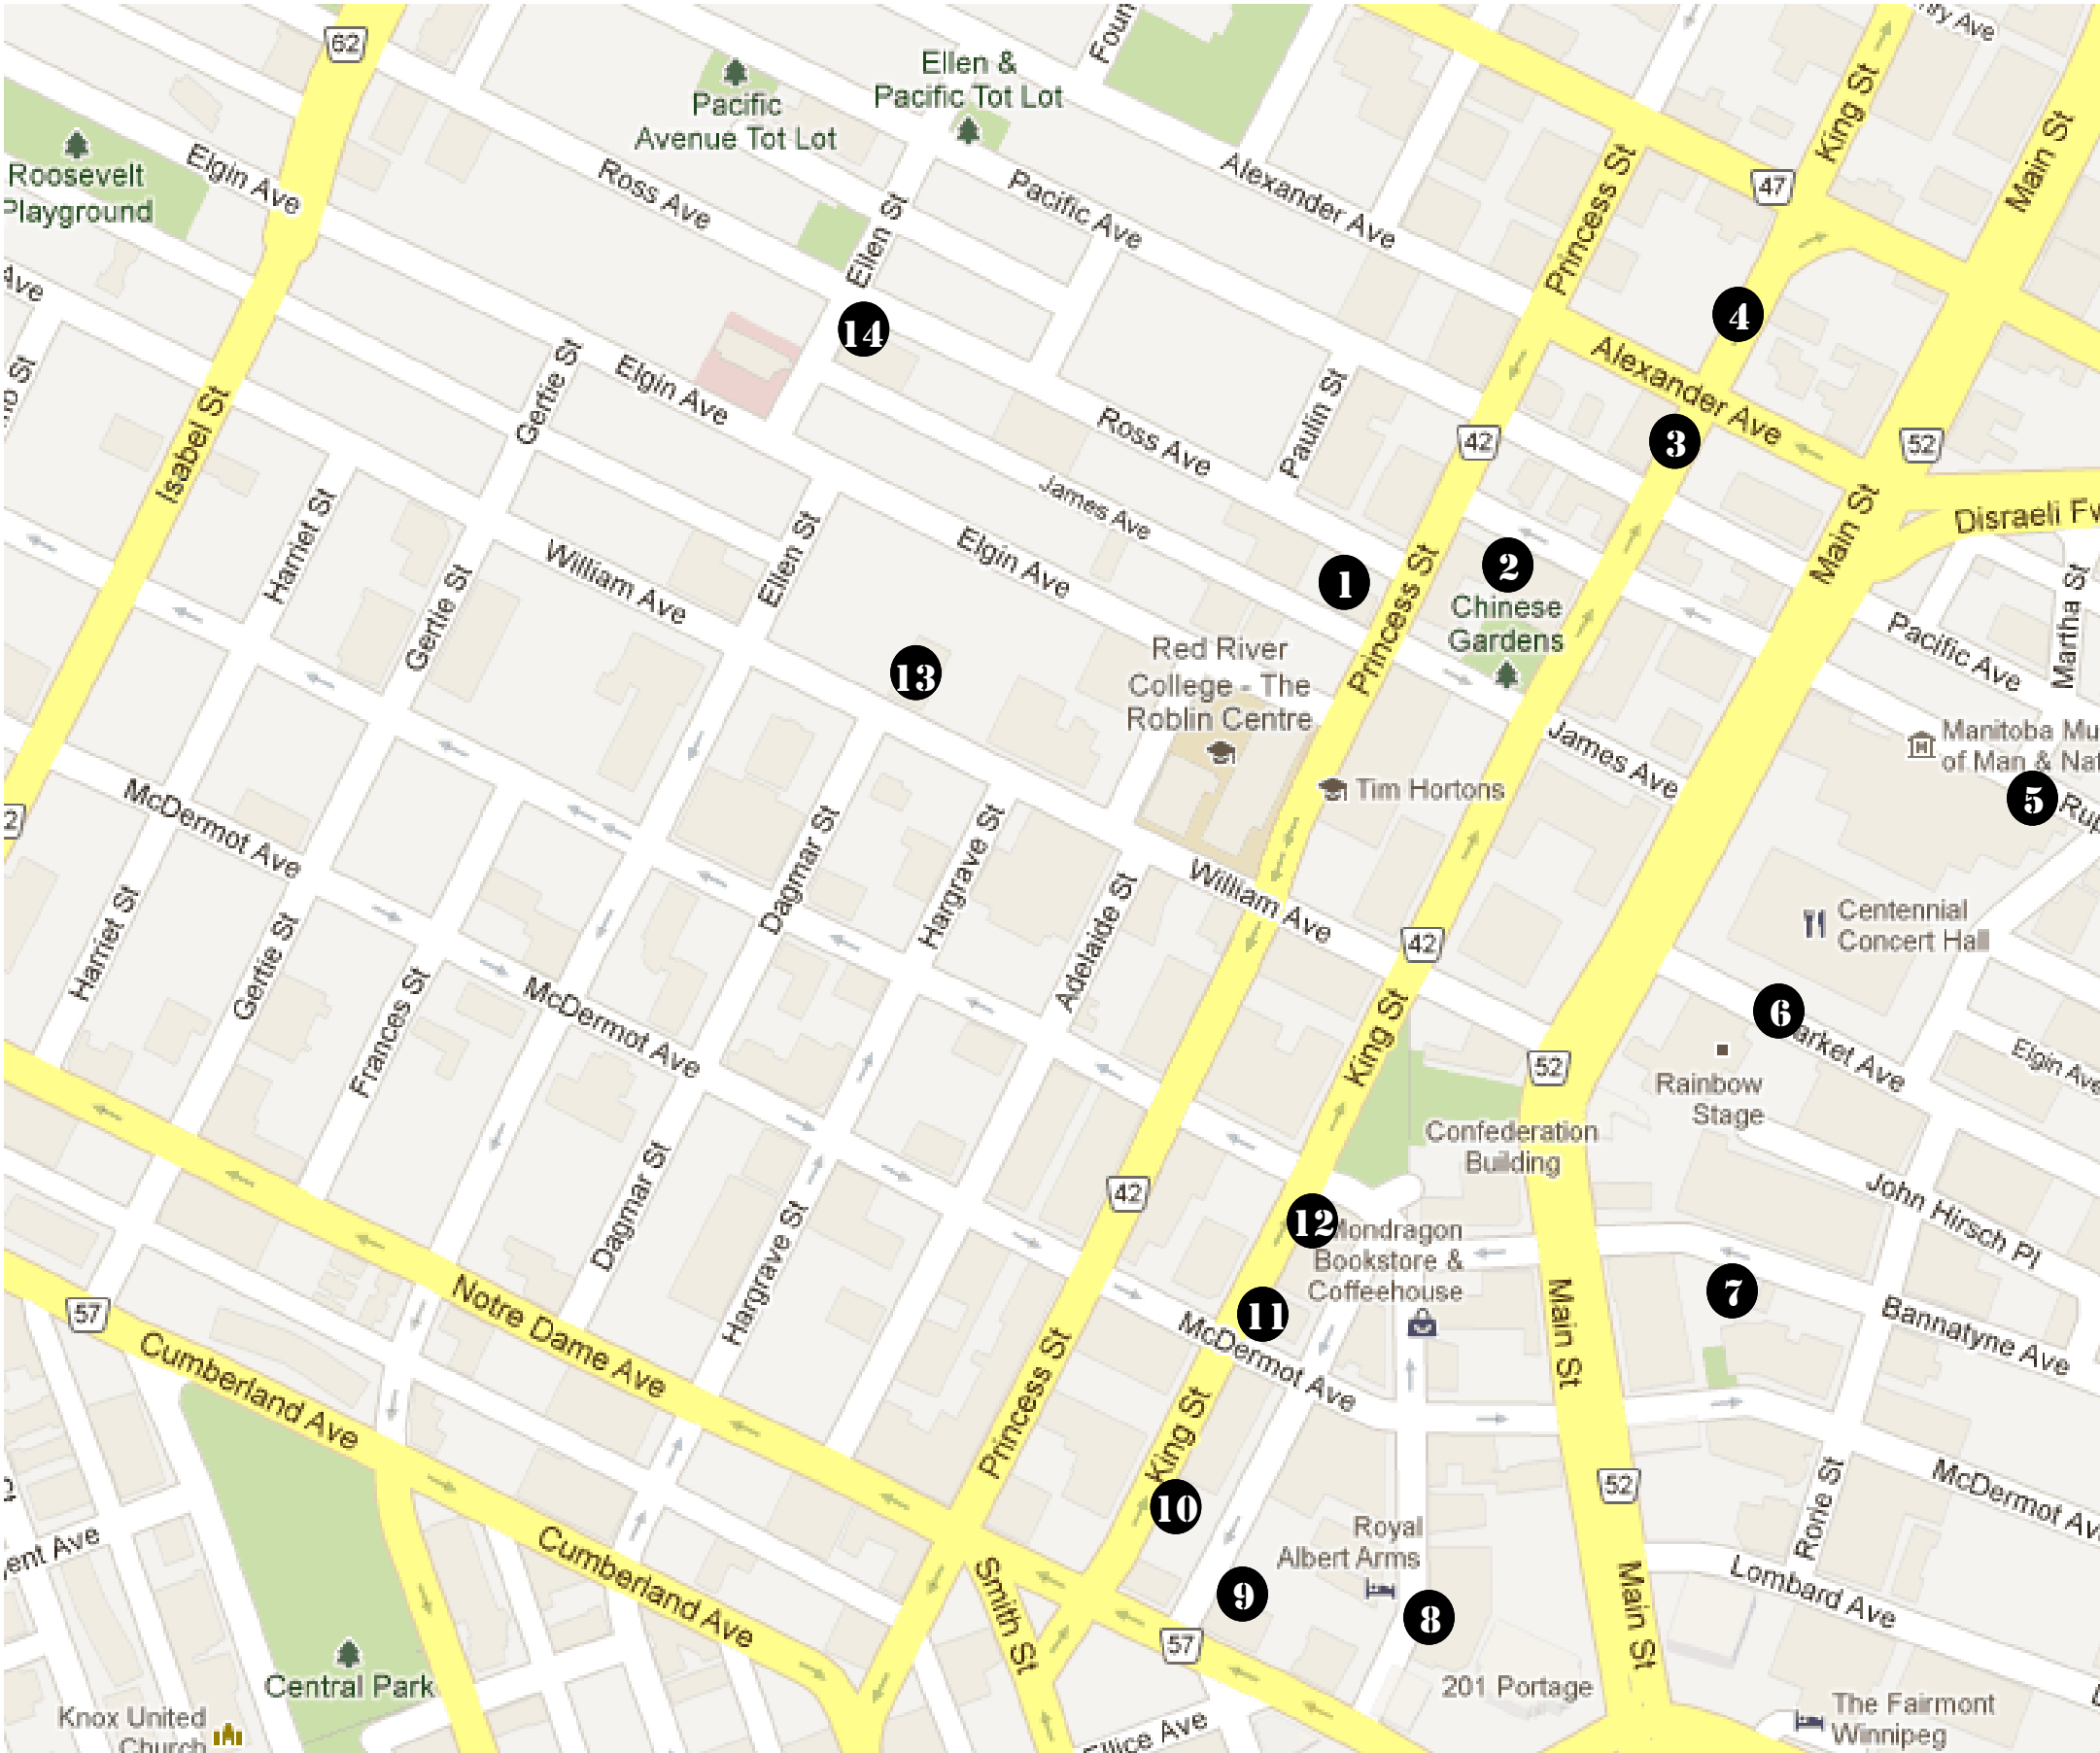 62
Ellen &
Pacific Tot Lot
Pacific
Avenue Tot Lot
Roosevelt
Playground
Elgin Ave
Ross Ave
Ellen St
Pacific Ave
Alexander Ave
Princess St
King St
47
Main St
14
4
Ave
Isabel St
Gertie St
Elgin Ave
Ross Ave
Paulin St
Alexander Ave
42
3
52
Disraeli
Main St
James Ave
Harriet St
William Ave
Ellen St
Elgin Ave
1
Princess St
2
Chinese
Gardens
Martha St
Pacific Ave
Gertie St
13
Red River
College - The
Roblin Centre
Tim Hortons
James Ave
Manitoba
of Man &
5
McDermot Ave
Dagmar St
Hargrave St
Adelaide St
William Ave
42
Centennial
Concert Hall
Harriet St
Gertie St
Frances St
McDermot Ave
King St
52
6
Rainbow
Stage
Elgin Ave
Confederation
Building
John Hirsch Pl
42
Dagmar St
Hargrave St
12
Mondragon
Bookstore &
Coffeehouse
11
7
Main St
Bannatyne Ave
57
Cumberland Ave
Notre Dame Ave
Princess St
McDermot Ave
King St
52
McDermot
Rorie St
10
Cumberland Ave
Smith St
Royal
Albert Arms
9
8
57
Main St
Lombard Ave
Central Park
201 Portage
Knox United
Church
Ellice Ave
The Fairmont
Winnipeg